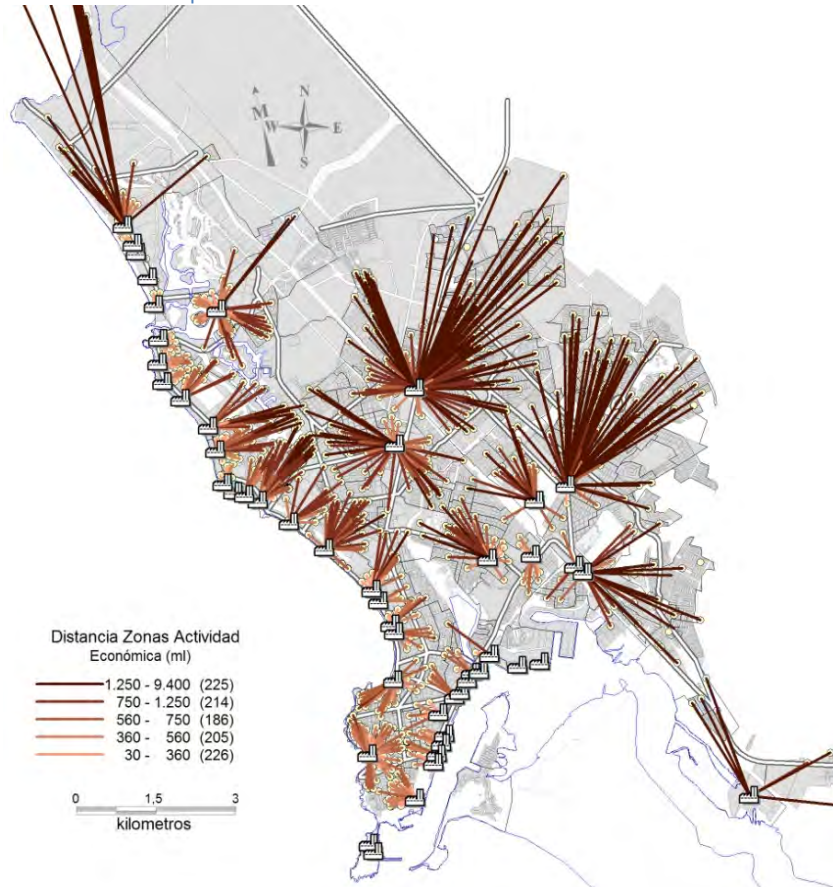 N
M
W
E
S
Distancia Zonas Actividad
Económica (ml)
1.250 - 9.400 (225)
750 - 1.250 (214)
560 - 750 (186)
360 - 560 (205)
30 - 360 (226)
0 1,5 3
kilometros